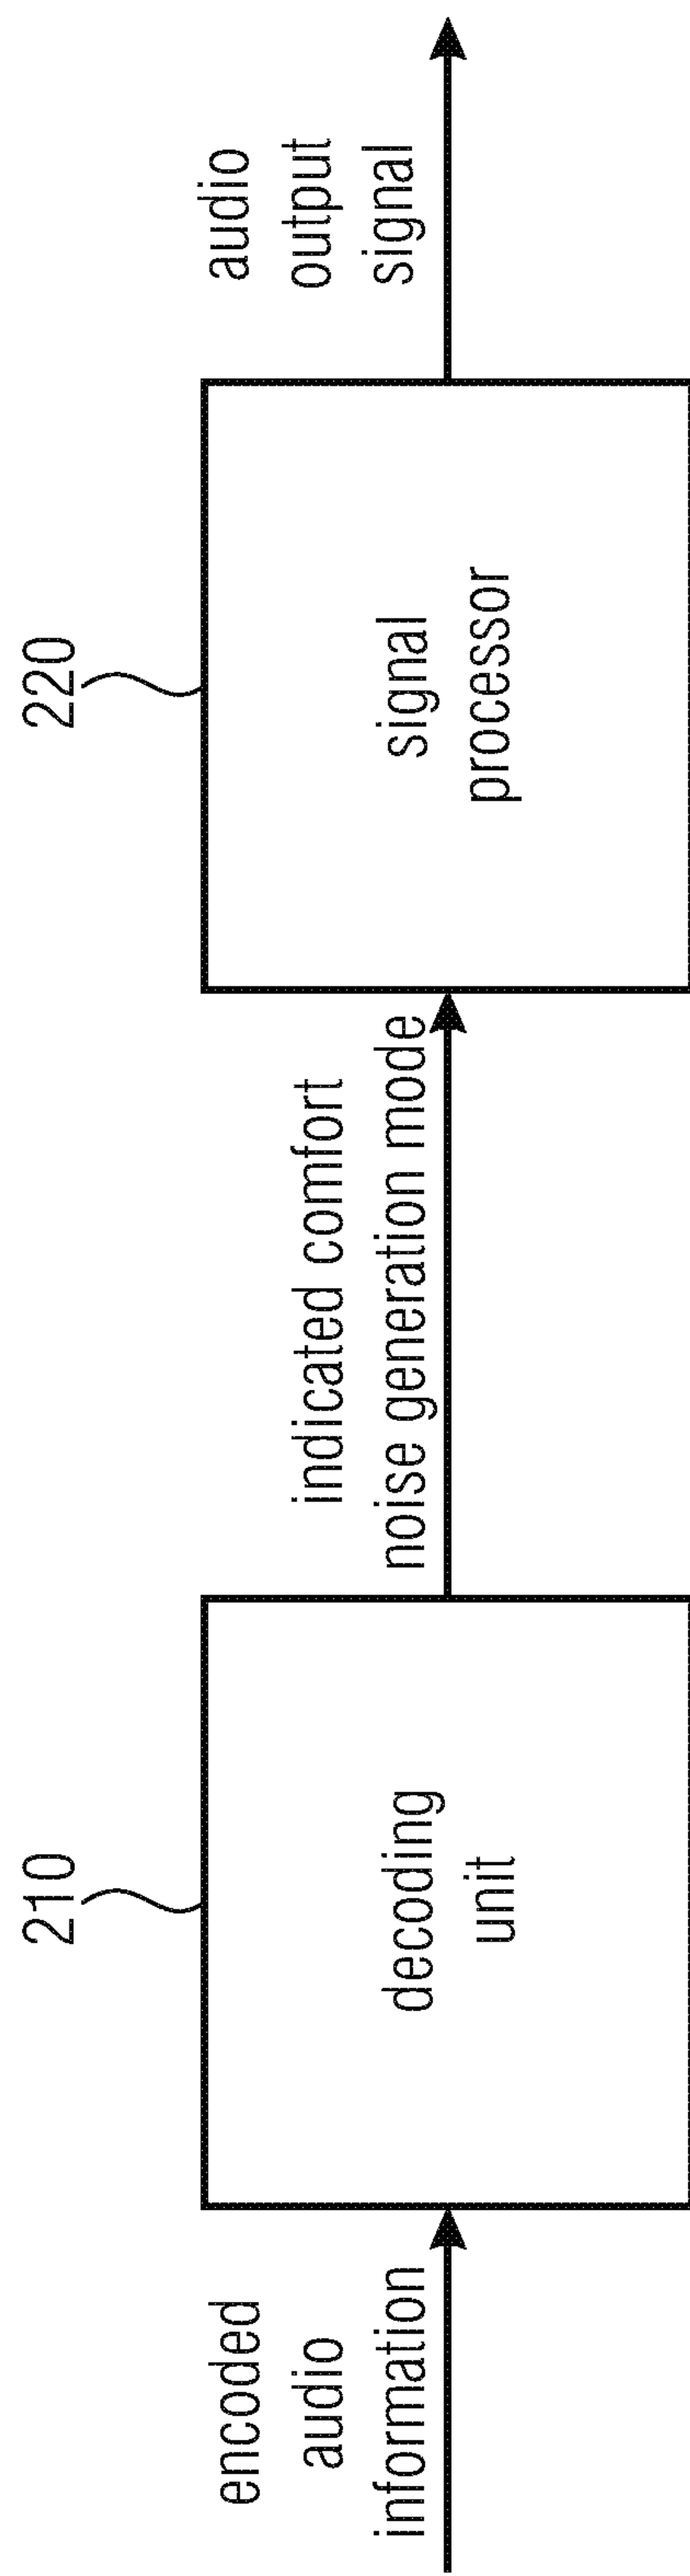 encoded
audio
information
210
decoding
unit
indicated comfort
noise generation mode
220
signal
processor
audio
output
signal